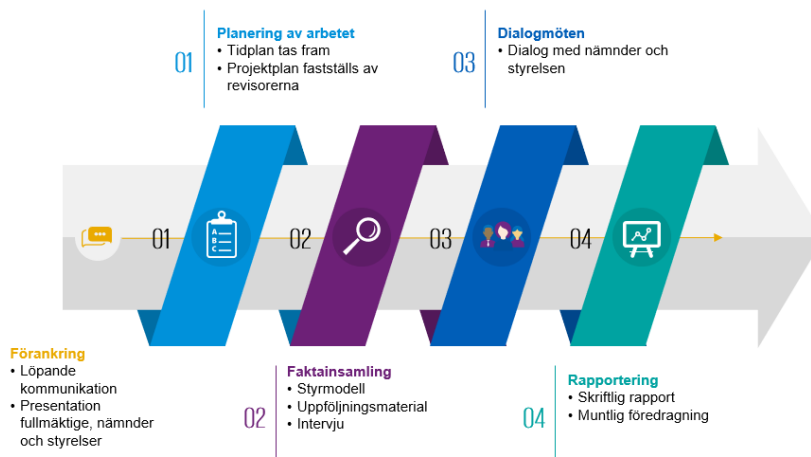 01
Planering av arbetet
• Tidplan tas fram
• Projektplan fastställs av
revisorerna
03
Dialogmöten
• Dialog med nämnder och
styrelsen
01
A
B
C
02
03
04
Förankring
• Löpande
kommunikation
• Presentation
fullmäktige, nämnder
och styrelser
02
Faktainsamling
• Styrmodell
• Uppföljningsmaterial
• Intervju
04
Rapportering
• Skriftlig rapport
• Muntlig föredragning